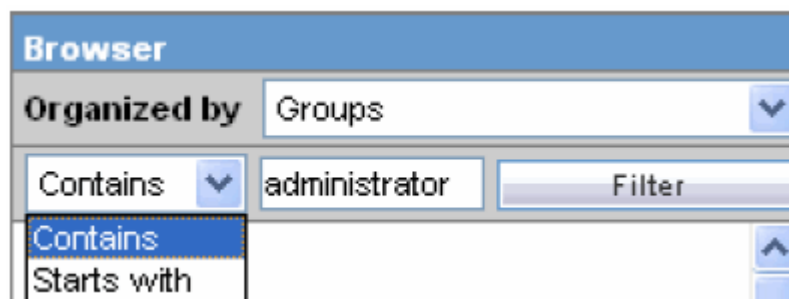 Browser
Organized by Groups
Contains administrator Filter
Contains
Starts with